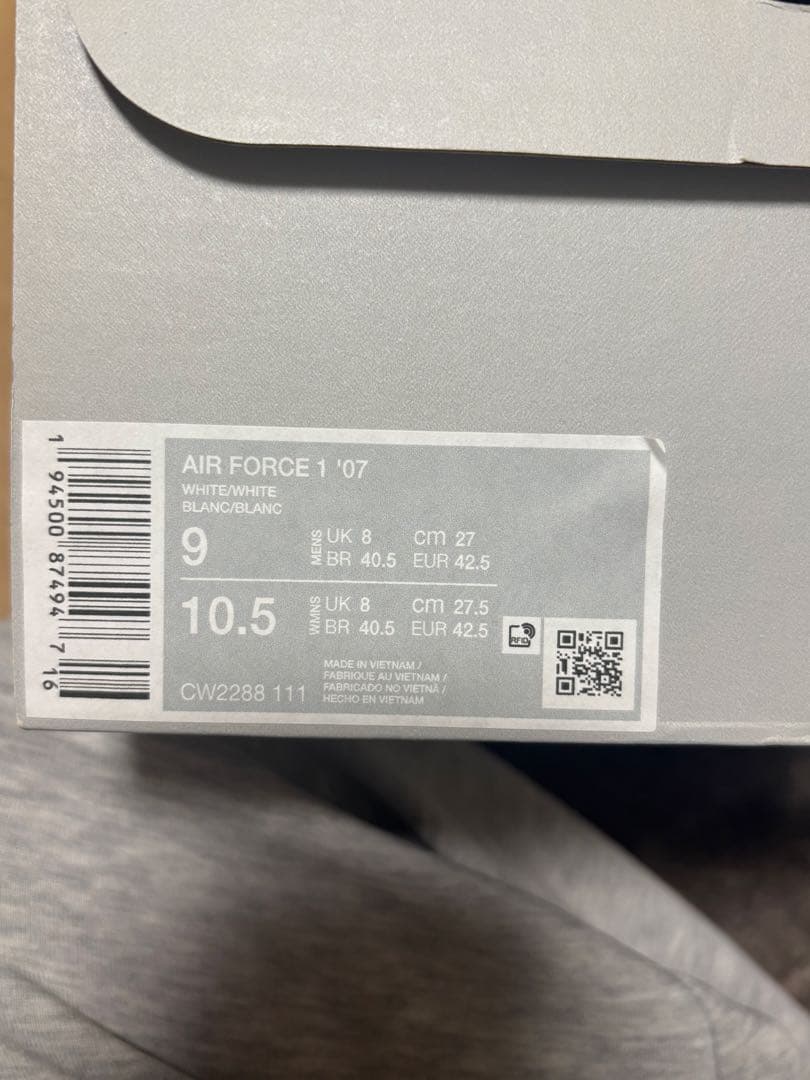 AIR FORCE 1 '07
WHITE/WHITE
BLANC/BLANC
9 MENS UK 8 cm 27
BR 40.5 EUR 42.5
10.5 WMNS UK 8 cm 27.5
BR 40.5 EUR 42.5
RFID
MADE IN VIETNAM /
FABRIQUE AU VIETNAM /
FABRICADO NO VIETNÃ /
HECHO EN VIETNAM
CW2288 111
1 94500 87494 7 16